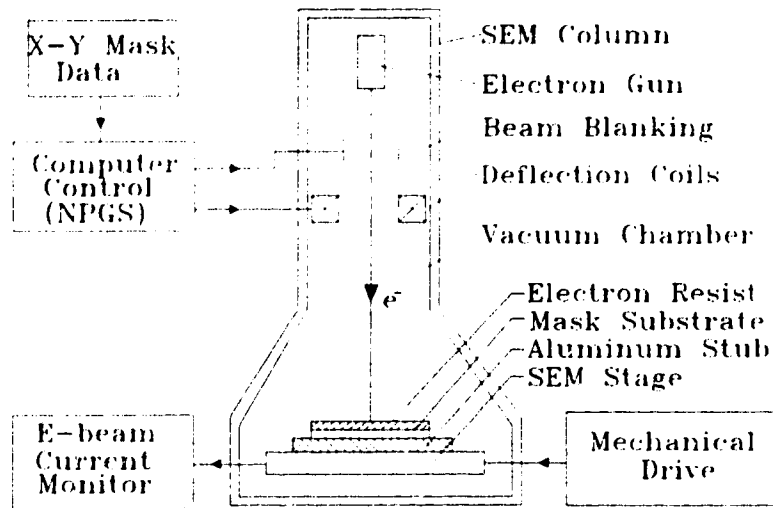 X-Y Mask
Data
Computer
Control
(NPGS)
SEM Column
Electron Gun
Beam Blanking
Deflection Coils
Vacuum Chamber
e-
Electron Resist
Mask Substrate
Aluminum Stub
SEM Stage
E-beam
Current
Monitor
Mechanical
Drive